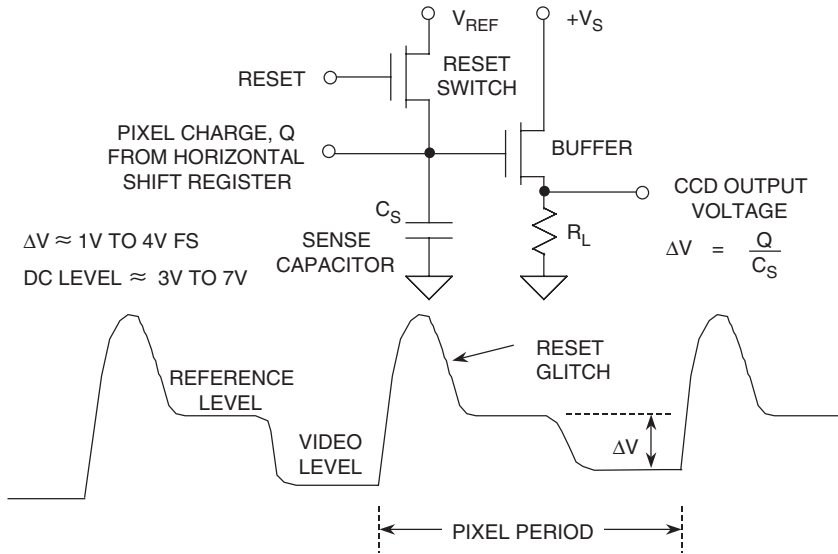 V_REF
+V_S
RESET
RESET
SWITCH
PIXEL CHARGE, Q
FROM HORIZONTAL
SHIFT REGISTER
BUFFER
CCD OUTPUT
VOLTAGE
ΔV = Q/C_S
C_S
SENSE
CAPACITOR
R_L
ΔV ≈ 1V TO 4V FS
DC LEVEL ≈ 3V TO 7V
RESET
GLITCH
REFERENCE
LEVEL
VIDEO
LEVEL
ΔV
PIXEL PERIOD